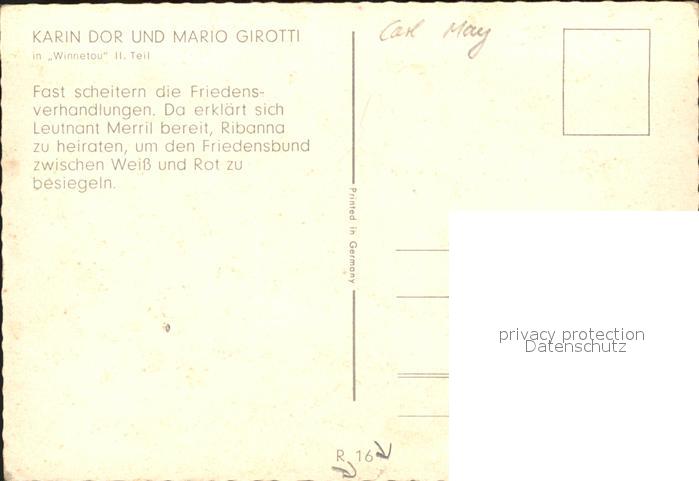 KARIN DOR UND MARIO GIROTTI
in „Winnetou" II. Teil
Fast scheitern die Friedens-
verhandlungen. Da erklärt sich
Leutnant Merril bereit, Ribanna
zu heiraten, um den Friedensbund
zwischen Weiß und Rot zu
besiegeln.
Printed in Germany
Carl May
privacy protection
Datenschutz
R 16